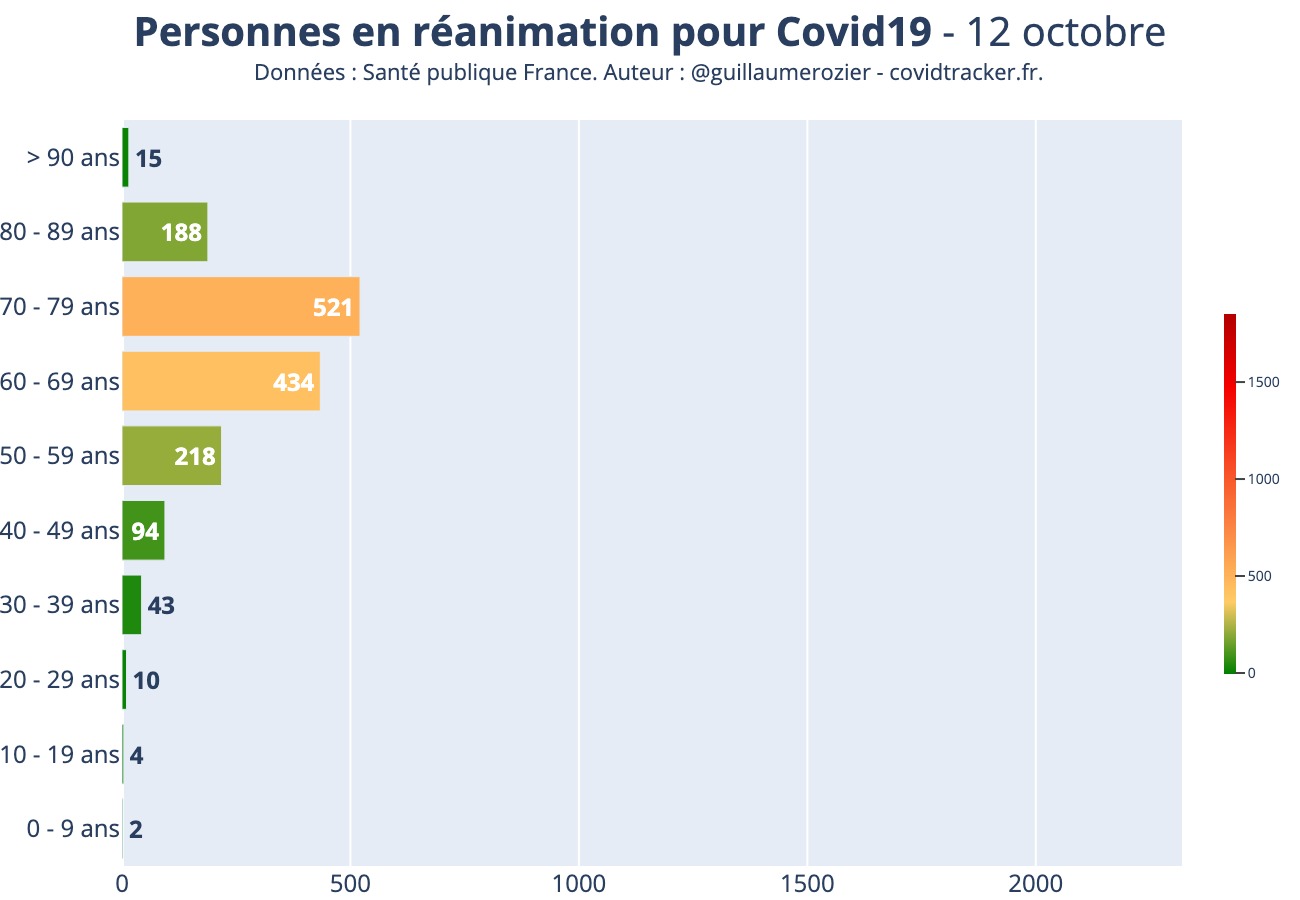 Personnes en réanimation pour Covid19 - 12 octobre
Données : Santé publique France. Auteur : @guillaumerozier - covidtracker.fr.
> 90 ans 15
80 - 89 ans 188
70 - 79 ans 521
60 - 69 ans 434
50 - 59 ans 218
40 - 49 ans 94
30 - 39 ans 43
20 - 29 ans 10
10 - 19 ans 4
0 - 9 ans 2
0 500 1000 1500 2000
1500
1000
500
0